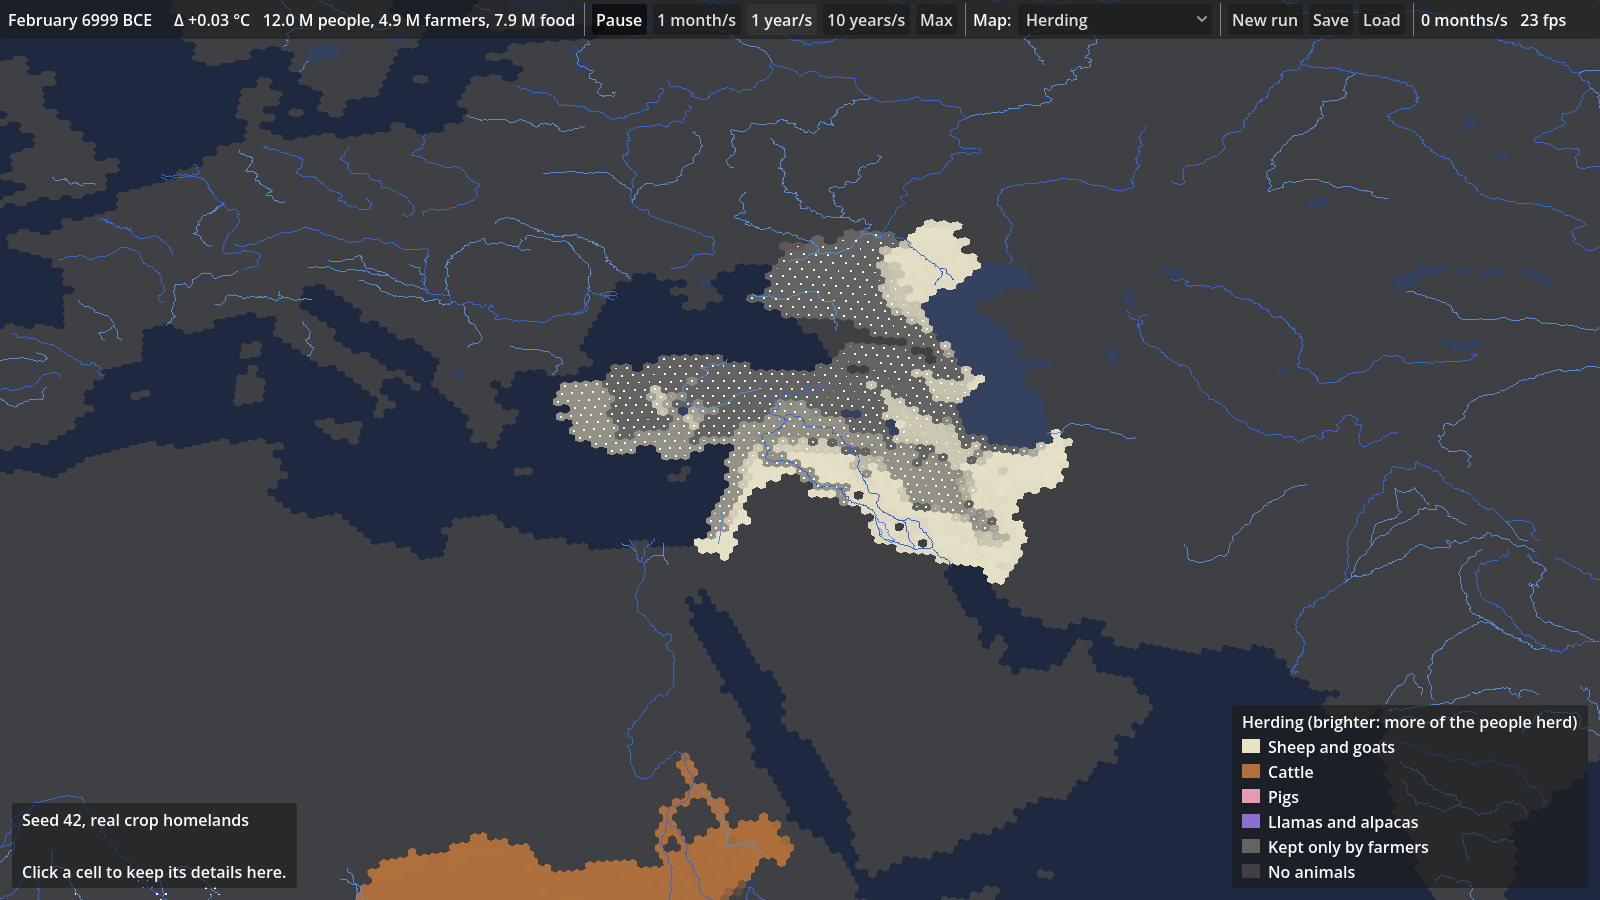 February 6999 BCE Δ +0.03 °C 12.0 M people, 4.9 M farmers, 7.9 M food Pause 1 month/s 1 year/s 10 years/s Max Map: Herding New run Save Load 0 months/s 23 fps
Herding (brighter: more of the people herd)
Sheep and goats
Cattle
Pigs
Llamas and alpacas
Kept only by farmers
No animals
Seed 42, real crop homelands
Click a cell to keep its details here.